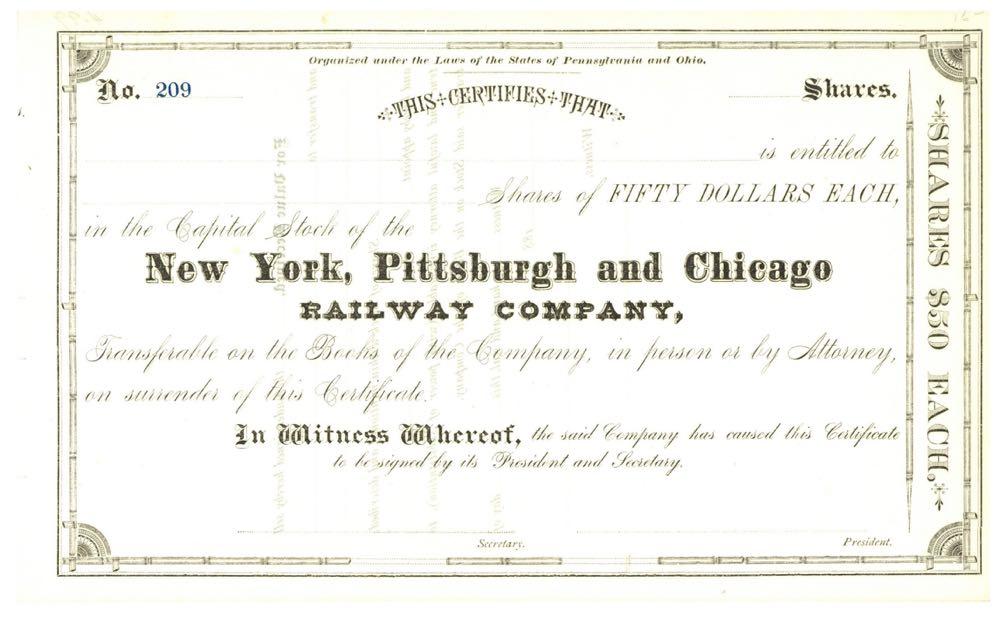 Organized under the Laws of the States of Pennsylvania and Ohio.
No. 209
Shares.
THIS CERTIFIES THAT
is entitled to
Shares of FIFTY DOLLARS EACH,
in the Capital Stock of the
New York, Pittsburgh and Chicago
RAILWAY COMPANY,
Transferable on the Books of the Company, in person or by Attorney,
on surrender of this Certificate.
In Witness Whereof, the said Company has caused this Certificate
to be signed by its President and Secretary.
Secretary.
President.
SHARES $50 EACH,